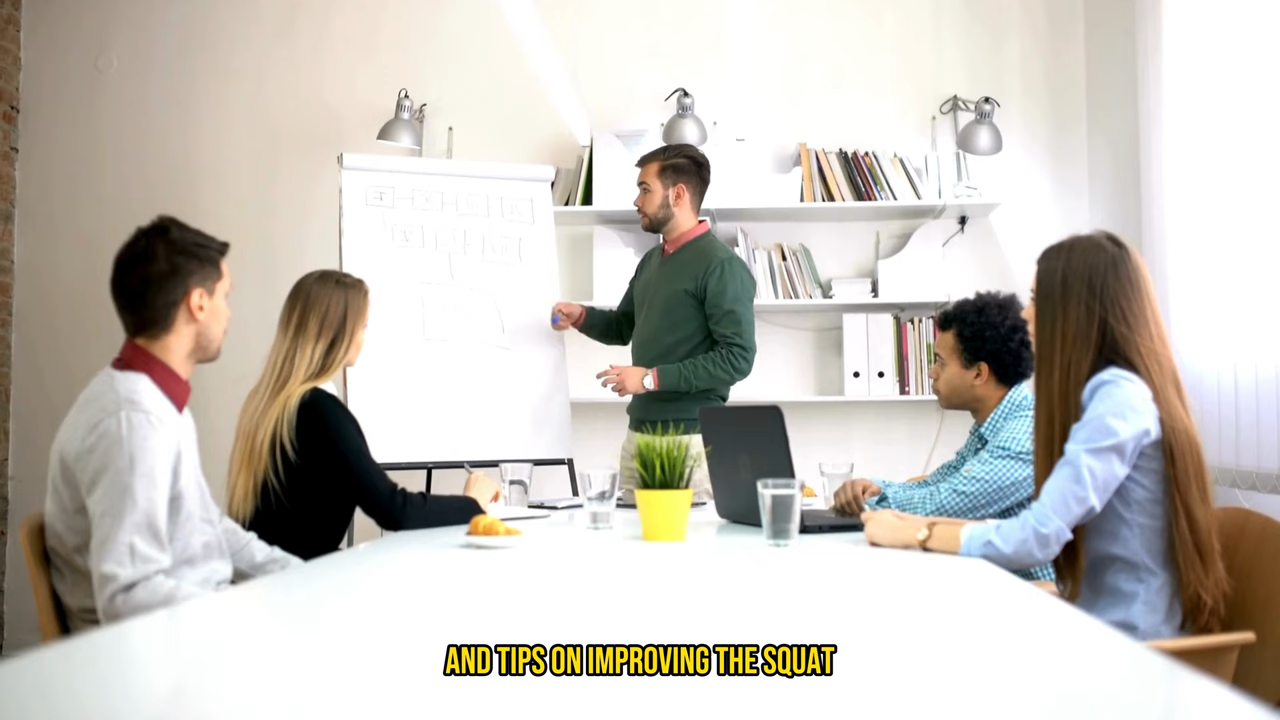 AND TIPS ON IMPROVING THE SQUAT